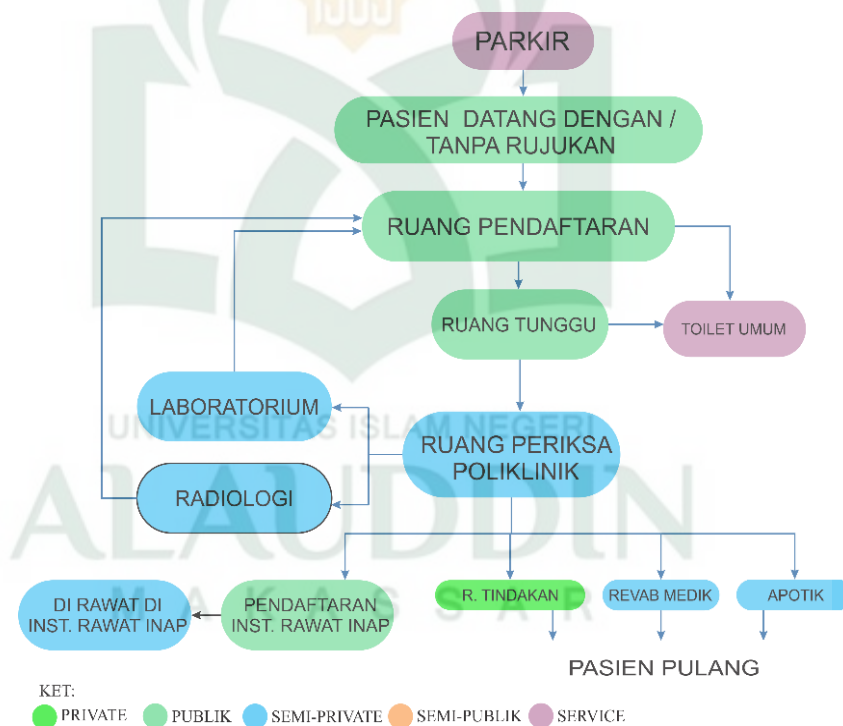 1965
PARKIR
PASIEN DATANG DENGAN /
TANPA RUJUKAN
RUANG PENDAFTARAN
RUANG TUNGGU
TOILET UMUM
LABORATORIUM
UNIVERSITAS ISLAM NEGERI
RUANG PERIKSA
POLIKLINIK
RADIOLOGI
ALAUDDIN
MAKASSAR
DI RAWAT DI
INST. RAWAT INAP
PENDAFTARAN
INST. RAWAT INAP
R. TINDAKAN
REVAB MEDIK
APOTIK
PASIEN PULANG
KET:
PRIVATE
PUBLIK
SEMI-PRIVATE
SEMI-PUBLIK
SERVICE